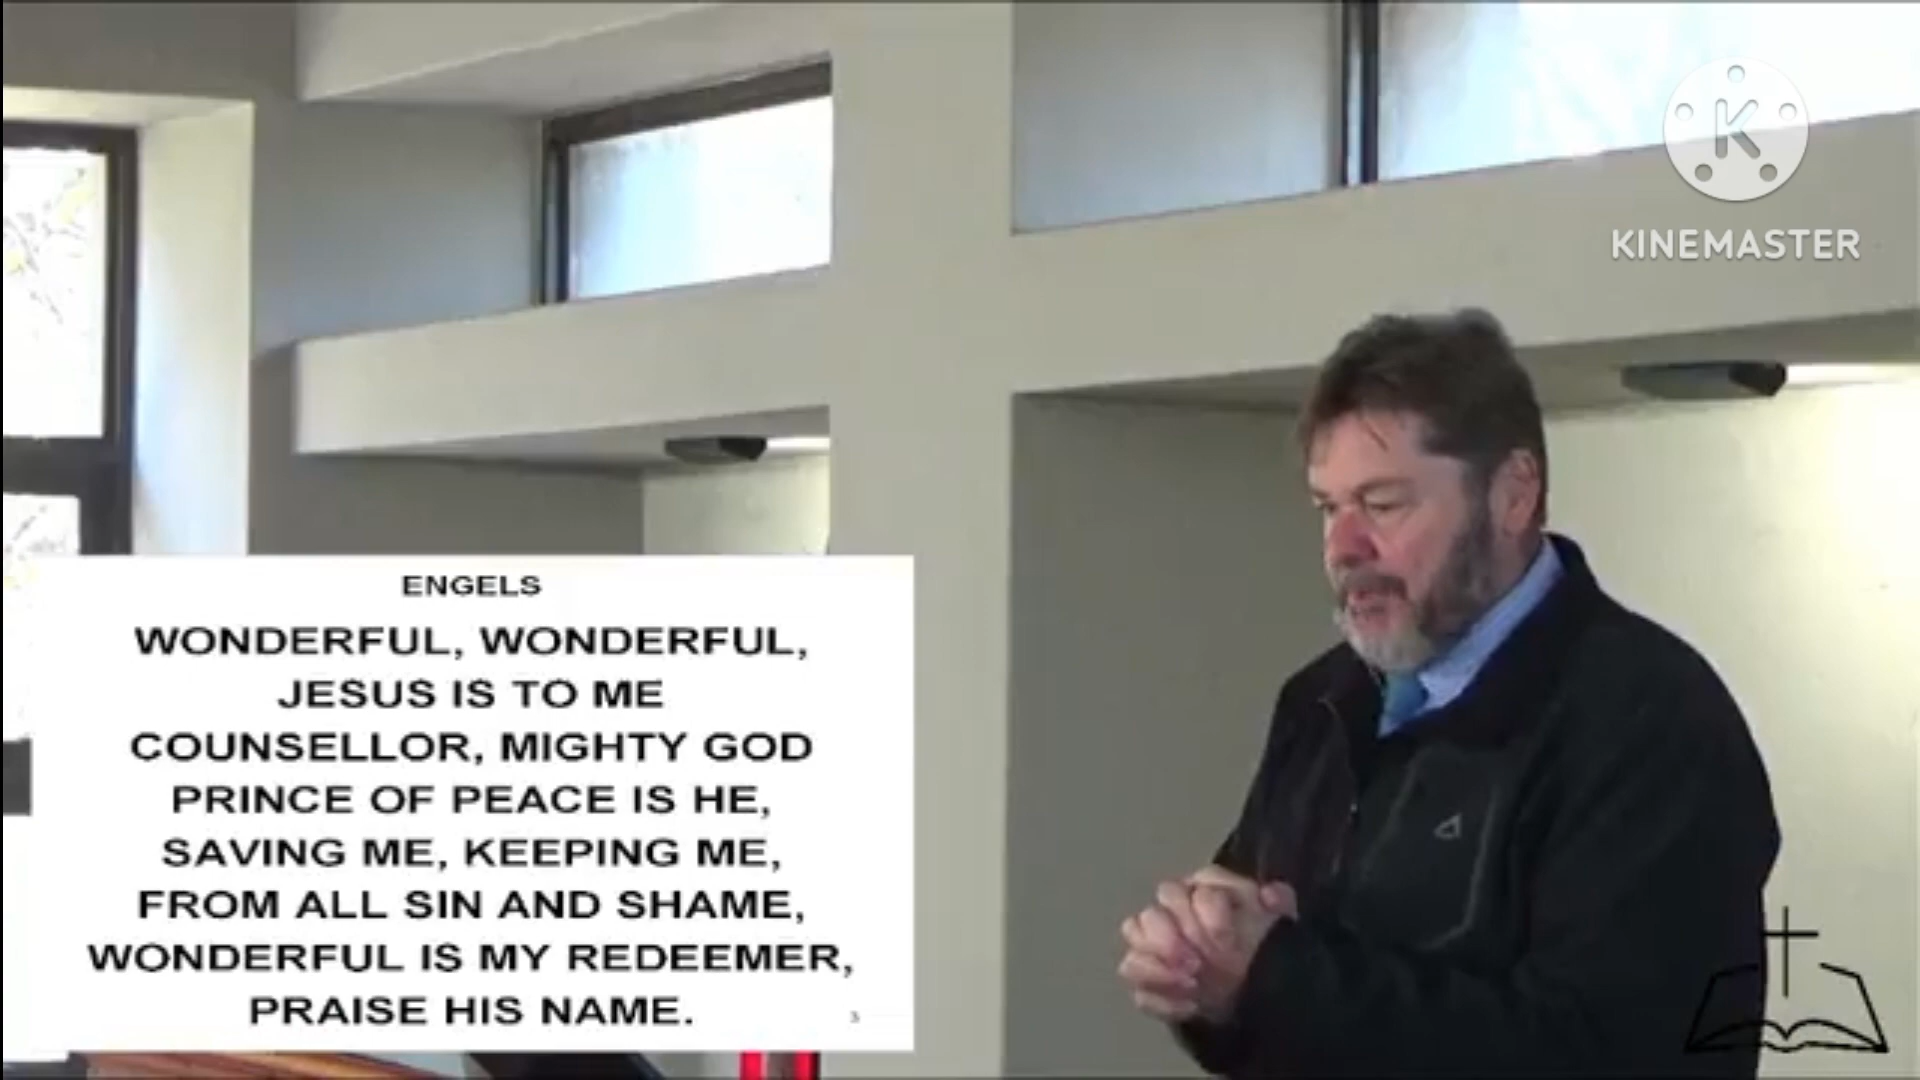 K
KINEMASTER
ENGELS
WONDERFUL, WONDERFUL,
JESUS IS TO ME
COUNSELLOR, MIGHTY GOD
PRINCE OF PEACE IS HE,
SAVING ME, KEEPING ME,
FROM ALL SIN AND SHAME,
WONDERFUL IS MY REDEEMER,
PRAISE HIS NAME.
3